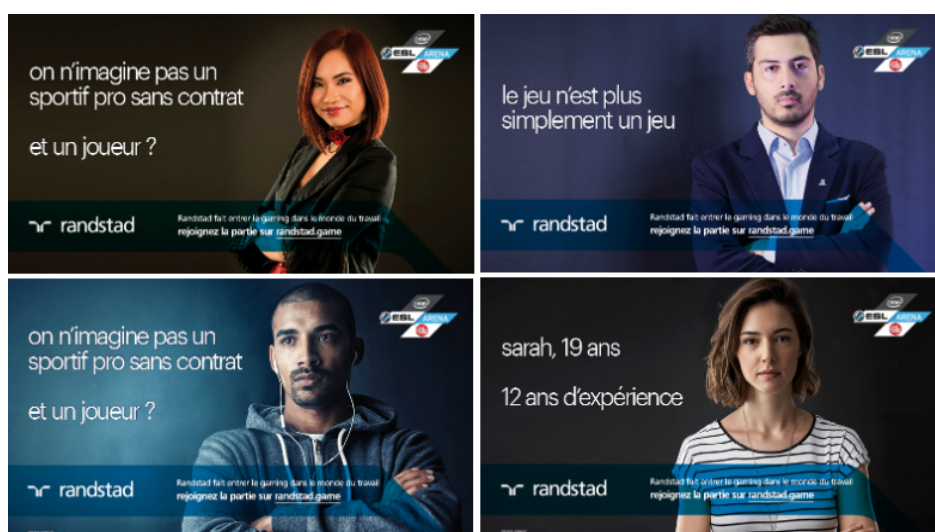 on n'imagine pas un
sportif pro sans contrat
et un joueur ?
intel
ESL ARENA
randstad
Randstad fait entrer le gaming dans le monde du travail
rejoignez la partie sur randstad.game
le jeu n'est plus
simplement un jeu
intel
ESL ARENA
randstad
Randstad fait entrer le gaming dans le monde du travail
rejoignez la partie sur randstad.game
on n'imagine pas un
sportif pro sans contrat
et un joueur ?
intel
ESL ARENA
randstad
Randstad fait entrer le gaming dans le monde du travail
rejoignez la partie sur randstad.game
sarah, 19 ans
12 ans d'expérience
intel
ESL ARENA
randstad
Randstad fait entrer le gaming dans le monde du travail
rejoignez la partie sur randstad.game